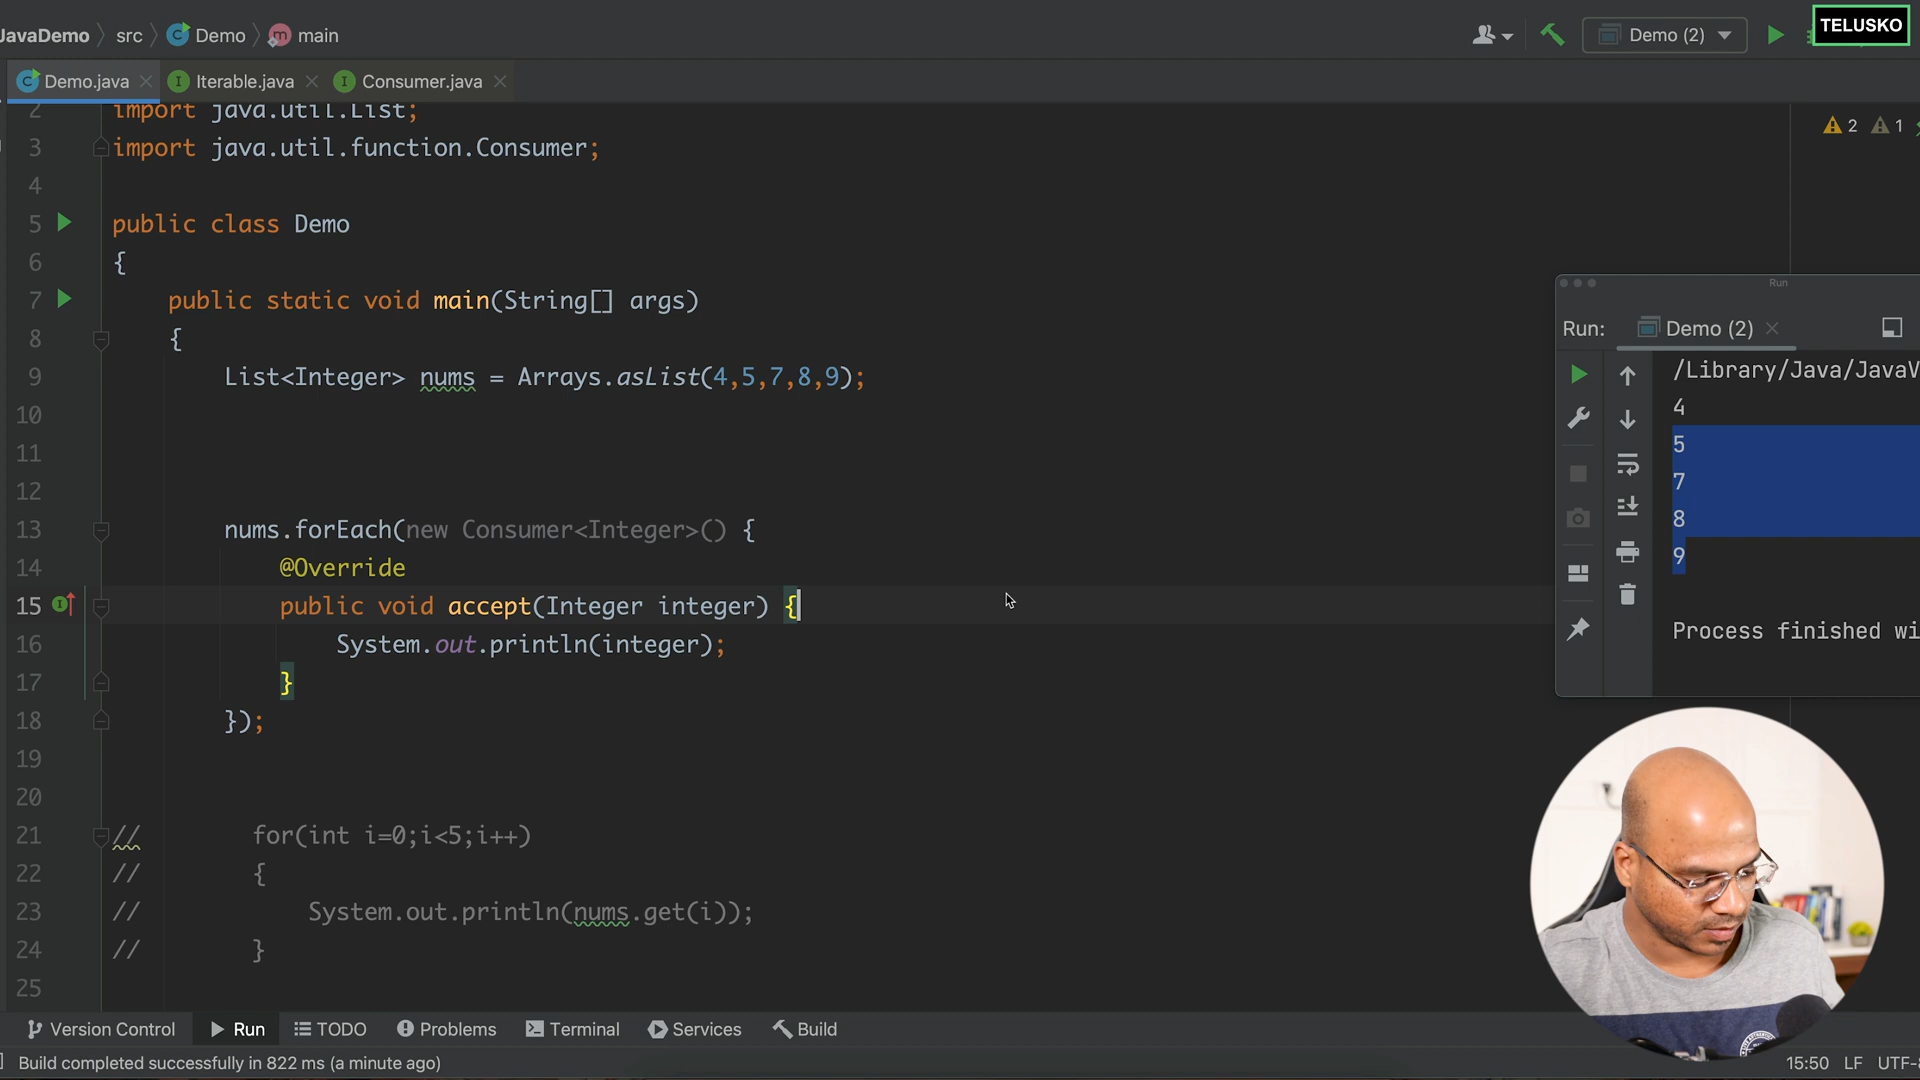 JavaDemo src Demo main
Demo (2)
TELUSKO
Demo.java Iterable.java Consumer.java
2 import java.util.List;
3 import java.util.function.Consumer;
2 1
4
5 public class Demo
6 {
7 public static void main(String[] args)
8 {
9 List<Integer> nums = Arrays.asList(4,5,7,8,9);
10
11
12
13 nums.forEach(new Consumer<Integer>() {
14 @Override
15 public void accept(Integer integer) {
16 System.out.println(integer);
17 }
18 });
19
20
21 // for(int i=0;i<5;i++)
22 // {
23 // System.out.println(nums.get(i));
24 // }
25
Run
Run: Demo (2)
/Library/Java/JavaV
4
5
7
8
9
Process finished wi
Version Control Run TODO Problems Terminal Services Build
Build completed successfully in 822 ms (a minute ago)
15:50 LF UTF-8